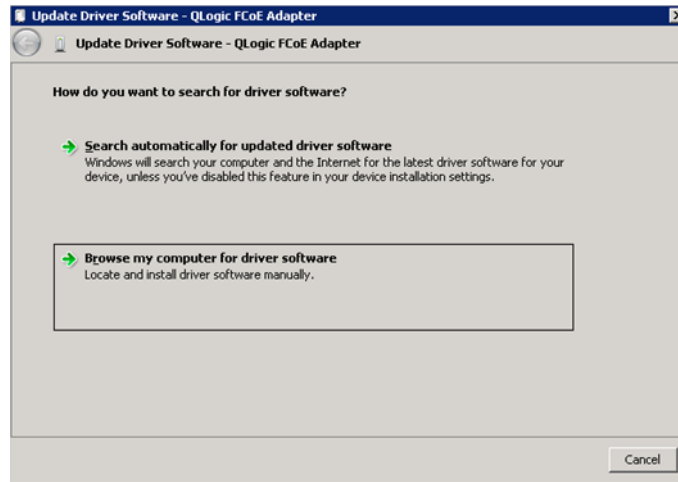 Update Driver Software - QLogic FCoE Adapter
Update Driver Software - QLogic FCoE Adapter
How do you want to search for driver software?
Search automatically for updated driver software
Windows will search your computer and the Internet for the latest driver software for your
device, unless you've disabled this feature in your device installation settings.
Browse my computer for driver software
Locate and install driver software manually.
Cancel